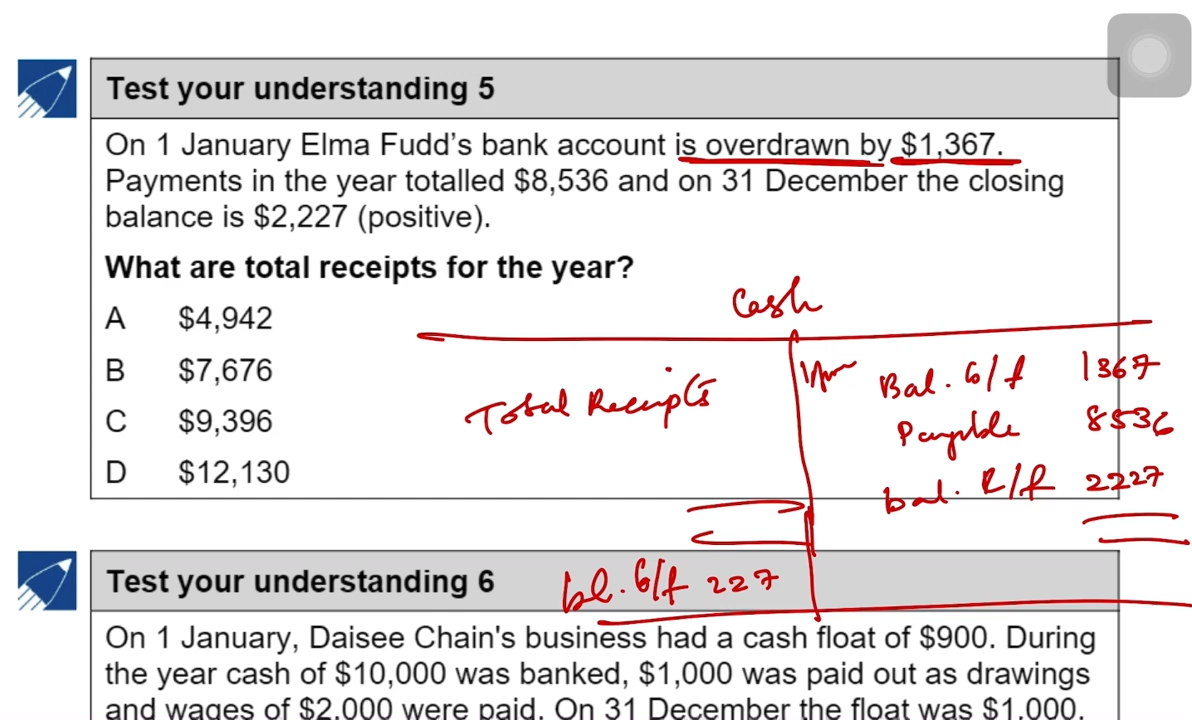 Test your understanding 5
On 1 January Elma Fudd's bank account is overdrawn by $1,367.
Payments in the year totalled $8,536 and on 31 December the closing
balance is $2,227 (positive).
What are total receipts for the year?
A $4,942
B $7,676
C $9,396
D $12,130
Cash
Total Receipts
Bal. b/f 1367
Payable 8536
bal. c/f 2227
bl. b/f 227
Test your understanding 6
On 1 January, Daisee Chain's business had a cash float of $900. During
the year cash of $10,000 was banked, $1,000 was paid out as drawings
and wages of $2,000 were paid. On 31 December the float was $1,000.